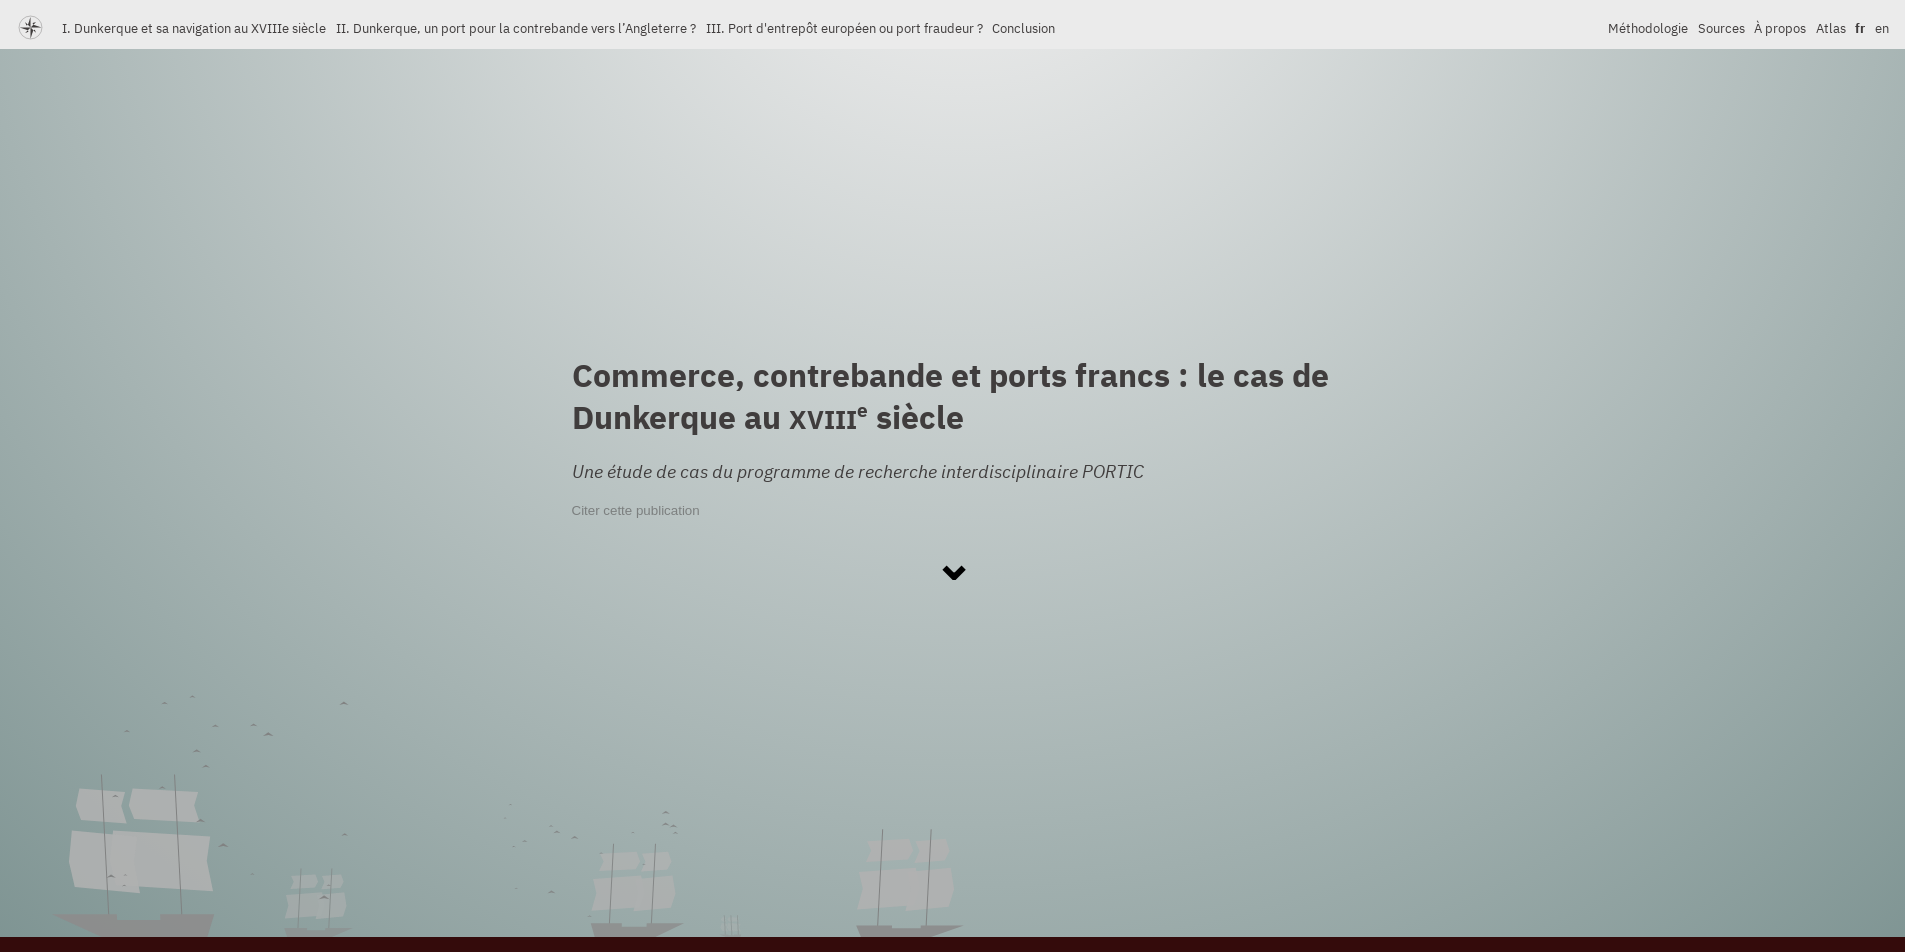 I. Dunkerque et sa navigation au XVIIIe siècle II. Dunkerque, un port pour la contrebande vers l’Angleterre ? III. Port d'entrepôt européen ou port fraudeur ? Conclusion Méthodologie Sources À propos Atlas fr en
Commerce, contrebande et ports francs : le cas de
Dunkerque au XVIIIe siècle
Une étude de cas du programme de recherche interdisciplinaire PORTIC
Citer cette publication